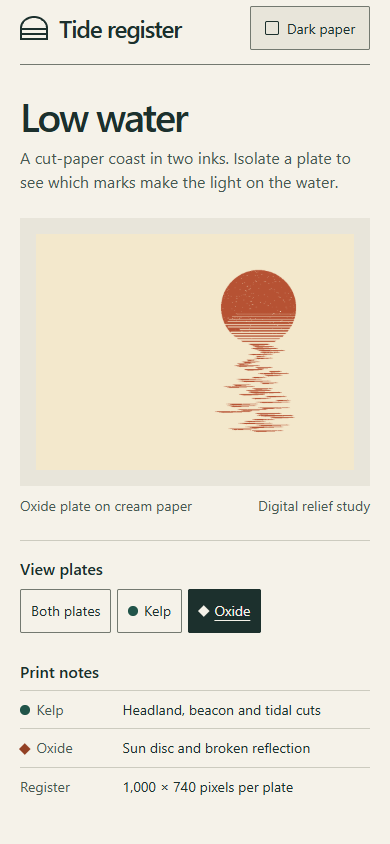 Tide register
Dark paper
Low water
A cut-paper coast in two inks. Isolate a plate to
see which marks make the light on the water.
Oxide plate on cream paper
Digital relief study
View plates
Both plates
Kelp
Oxide
Print notes
Kelp
Headland, beacon and tidal cuts
Oxide
Sun disc and broken reflection
Register
1,000 × 740 pixels per plate